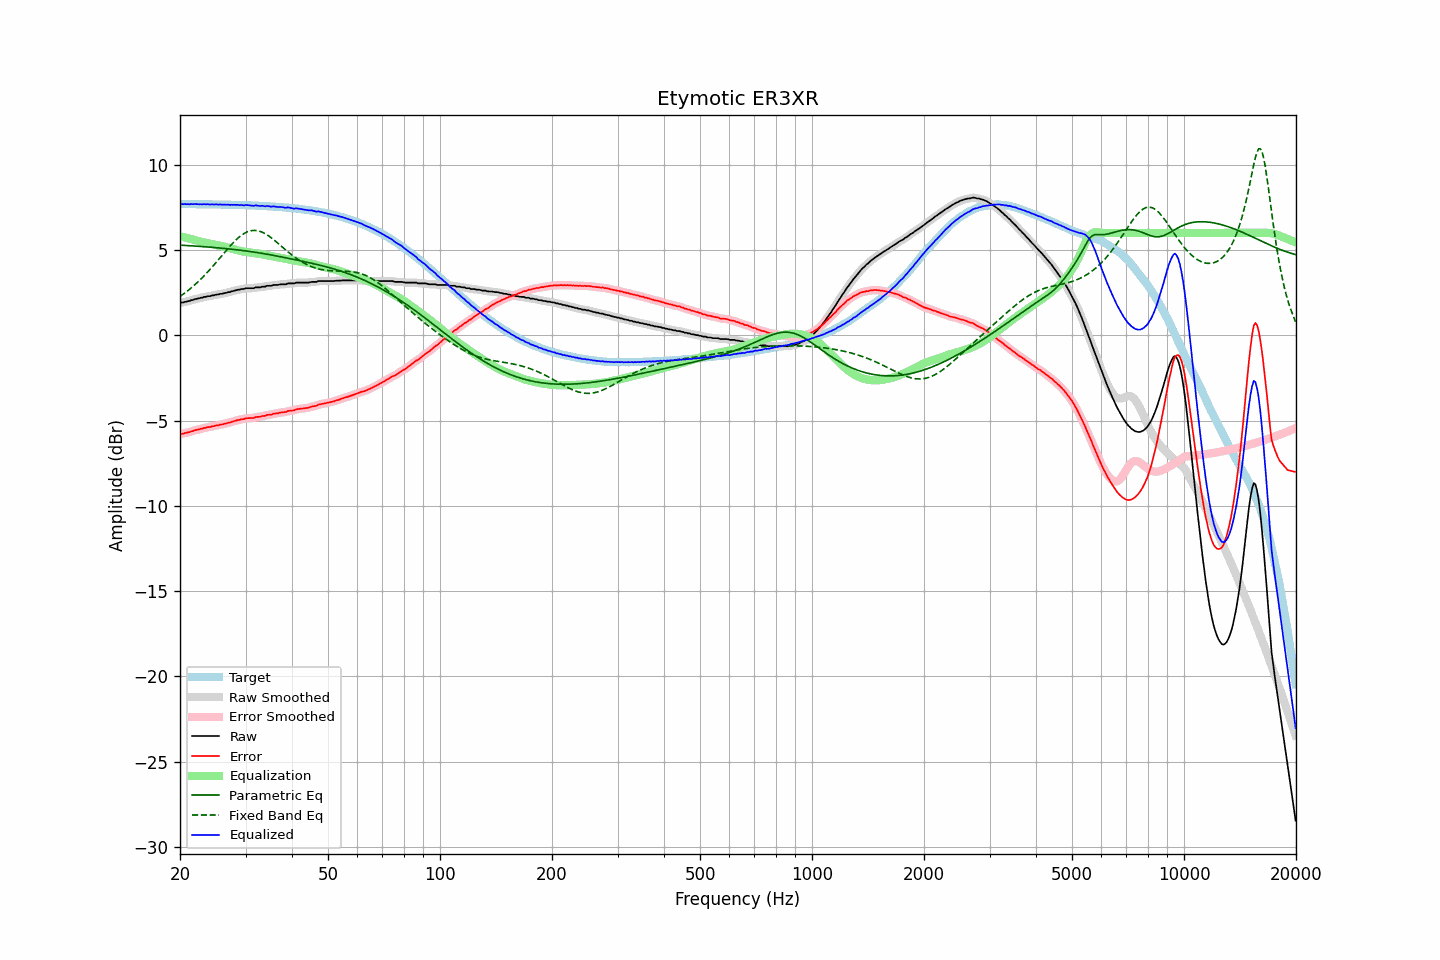 Etymotic ER3XR
Amplitude (dBr)
10
5
0
−5
−10
−15
−20
−25
−30
Target
Raw Smoothed
Error Smoothed
Raw
Error
Equalization
Parametric Eq
Fixed Band Eq
Equalized
20 50 100 200 500 1000 2000 5000 10000 20000
Frequency (Hz)